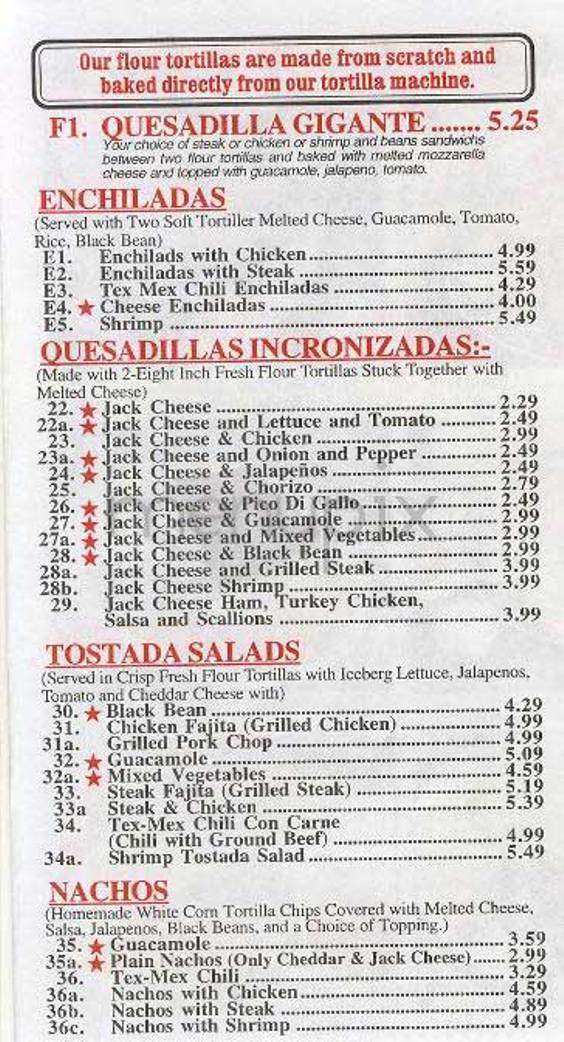 Our flour tortillas are made from scratch and
baked directly from our tortilla machine.
F1. QUESADILLA GIGANTE ....... 5.25
Your choice of steak or chicken or shrimp and beans sandwichs
between two flour tortillas and baked with melted mozzarella
cheese and topped with guacamole, jalapeno, tomato.
ENCHILADAS
(Served with Two Soft Tortiller Melted Cheese, Guacamole, Tomato,
Rice, Black Bean)
E1. Enchilads with Chicken 4.99
E2. Enchiladas with Steak 5.59
E3. Tex Mex Chili Enchiladas 4.29
E4. ★ Cheese Enchiladas 4.00
E5. Shrimp 5.49
QUESADILLAS INCRONIZADAS:-
(Made with 2-Eight Inch Fresh Flour Tortillas Stuck Together with
Melted Cheese)
22. ★ Jack Cheese 2.29
22a. ★ Jack Cheese and Lettuce and Tomato 2.49
23. Jack Cheese & Chicken 2.99
23a. ★ Jack Cheese and Onion and Pepper 2.49
24. ★ Jack Cheese & Jalapeños 2.49
25. Jack Cheese & Chorizo 2.79
26. ★ Jack Cheese & Pico Di Gallo 2.49
27. ★ Jack Cheese & Guacamole 2.99
27a. ★ Jack Cheese and Mixed Vegetables 2.99
28. ★ Jack Cheese & Black Bean 2.99
28a. Jack Cheese and Grilled Steak 3.99
28b. Jack Cheese Shrimp 3.99
29. Jack Cheese Ham, Turkey Chicken,
Salsa and Scallions 3.99
TOSTADA SALADS
(Served in Crisp Fresh Flour Tortillas with Iceberg Lettuce, Jalapenos,
Tomato and Cheddar Cheese with)
30. ★ Black Bean 4.29
31. Chicken Fajita (Grilled Chicken) 4.99
31a. Grilled Pork Chop 4.99
32. ★ Guacamole 5.09
32a. ★ Mixed Vegetables 4.59
33. Steak Fajita (Grilled Steak) 5.19
33a Steak & Chicken 5.39
34. Tex-Mex Chili Con Carne
(Chili with Ground Beef) 4.99
34a. Shrimp Tostada Salad 5.49
NACHOS
(Homemade White Corn Tortilla Chips Covered with Melted Cheese,
Salsa, Jalapenos, Black Beans, and a Choice of Topping.)
35. ★ Guacamole 3.59
35a. ★ Plain Nachos (Only Cheddar & Jack Cheese) 2.99
36. Tex-Mex Chili 3.29
36a. Nachos with Chicken 4.59
36b. Nachos with Steak 4.89
36c. Nachos with Shrimp 4.99